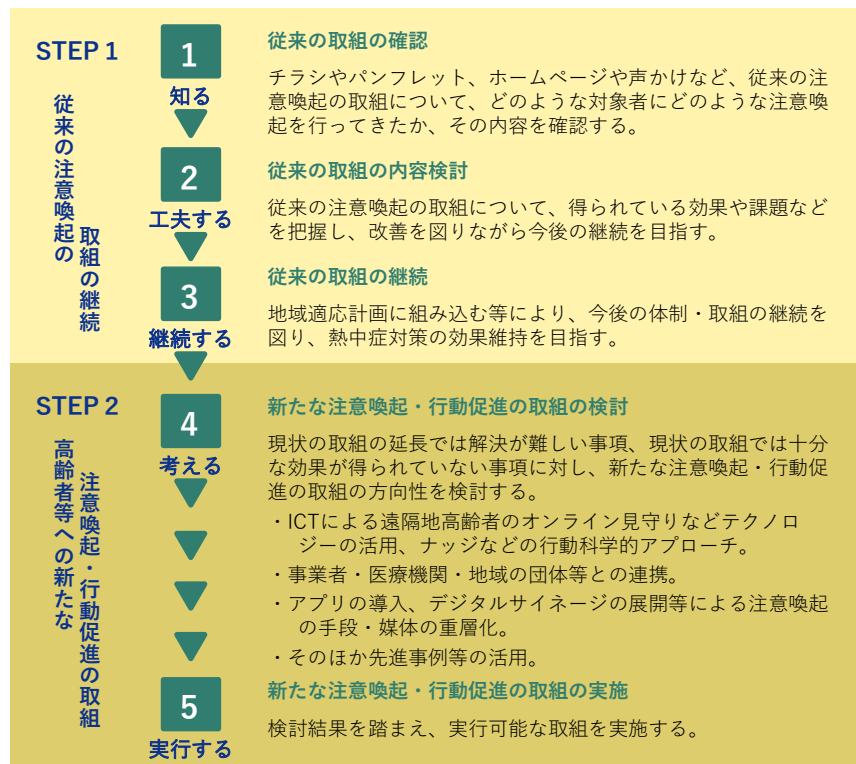 STEP 1
従来の注意喚起の
取組の継続
1
知る
従来の取組の確認
チラシやパンフレット、ホームページや声かけなど、従来の注
意喚起の取組について、どのような対象者にどのような注意喚
起を行ってきたか、その内容を確認する。
2
工夫する
従来の取組の内容検討
従来の注意喚起の取組について、得られている効果や課題など
を把握し、改善を図りながら今後の継続を目指す。
3
継続する
従来の取組の継続
地域適応計画に組み込む等により、今後の体制・取組の継続を
図り、熱中症対策の効果維持を目指す。
STEP 2
高齢者等への新たな
注意喚起・行動促進の取組
4
考える
新たな注意喚起・行動促進の取組の検討
現状の取組の延長では解決が難しい事項、現状の取組では十分
な効果が得られていない事項に対し、新たな注意喚起・行動促
進の取組の方向性を検討する。
・ICTによる遠隔地高齢者のオンライン見守りなどテクノロ
ジーの活用、ナッジなどの行動科学的アプローチ。
・事業者・医療機関・地域の団体等との連携。
・アプリの導入、デジタルサイネージの展開等による注意喚起
の手段・媒体の重層化。
・そのほか先進事例等の活用。
5
実行する
新たな注意喚起・行動促進の取組の実施
検討結果を踏まえ、実行可能な取組を実施する。